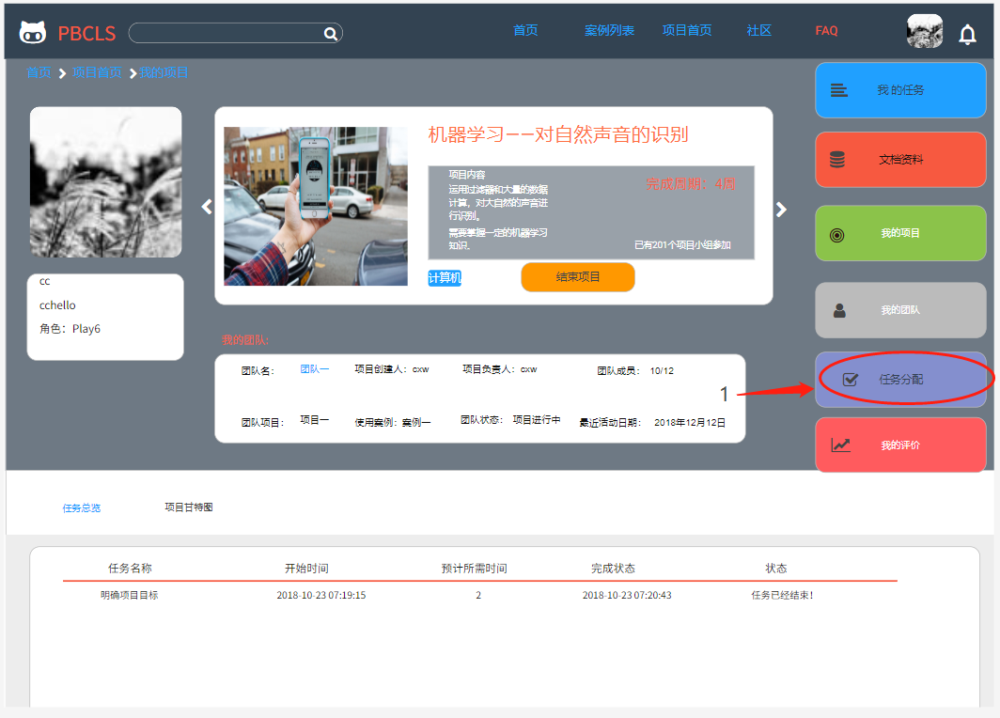 PBCLS
首页
案例列表
项目首页
社区
FAQ
首页 项目首页 我的项目
我 的任务
文档资料
我的项目
我的团队
任务分配
我的评价
cc
cchello
角色：Play6
机器学习——对自然声音的识别
项目内容
运用过滤器和大量的数据
计算，对大自然的声音进
行识别。
需要掌握一定的机器学习
知识。
完成周期：4周
已有201个项目小组参加
计算机
结束项目
我的团队:
团队名： 团队一 项目创建人：cxw 项目负责人：cxw 团队成员： 10/12
1
团队项目： 项目一 使用案例：案例一 团队状态： 项目进行中 最近活动日期： 2018年12月12日
任务总览 项目甘特图
任务名称 开始时间 预计所需时间 完成状态 状态
明确项目目标 2018-10-23 07:19:15 2 2018-10-23 07:20:43 任务已经结束！